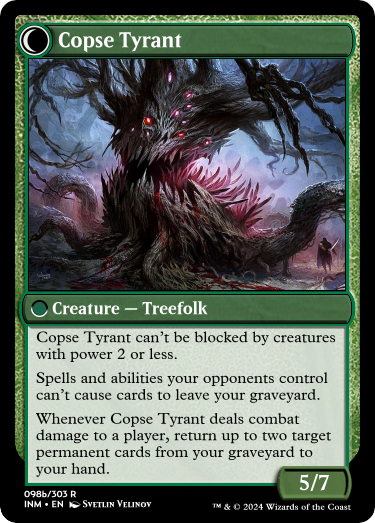 Copse Tyrant
Creature — Treefolk
Copse Tyrant can't be blocked by creatures
with power 2 or less.
Spells and abilities your opponents control
can't cause cards to leave your graveyard.
Whenever Copse Tyrant deals combat
damage to a player, return up to two target
permanent cards from your graveyard to
your hand.
5/7
098b/303 R
INM • EN Svetlin Velinov
™ & © 2024 Wizards of the Coast